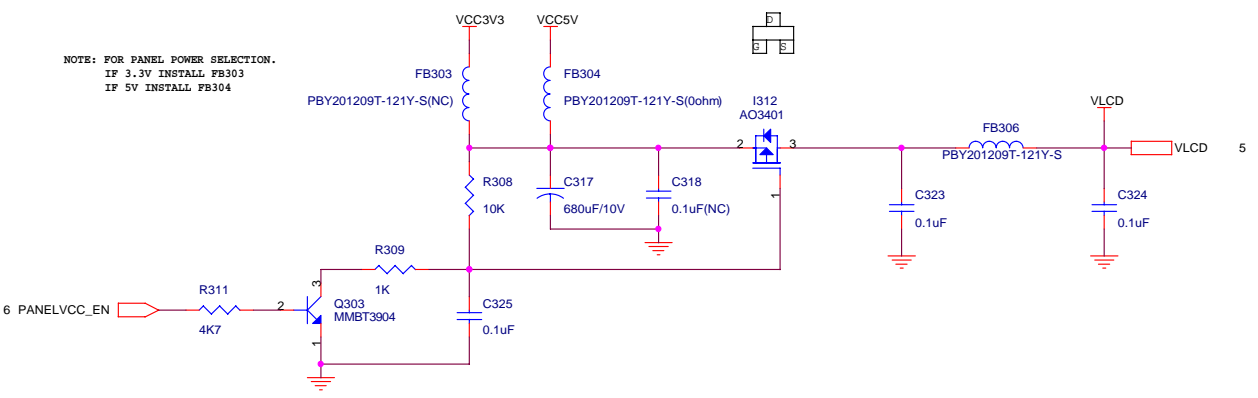 VCC3V3 VCC5V
D
G S
NOTE: FOR PANEL POWER SELECTION.
IF 3.3V INSTALL FB303
IF 5V INSTALL FB304
FB303 FB304
PBY201209T-121Y-S(NC) PBY201209T-121Y-S(0ohm)
I312
AO3401
VLCD
FB306
PBY201209T-121Y-S
2 3
1
VLCD 5
R308
10K
C317
680uF/10V
C318
0.1uF(NC)
C323
0.1uF
C324
0.1uF
R309
1K
6 PANELVCC_EN
R311
4K7
2
3
1
Q303
MMBT3904
C325
0.1uF